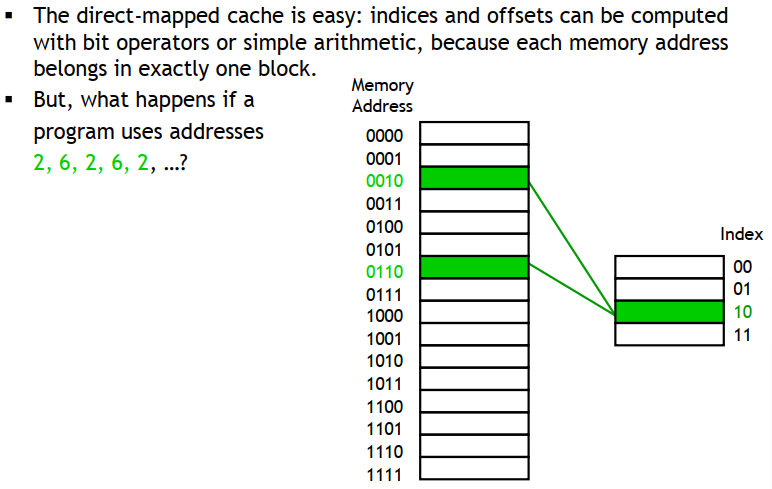 ▪ The direct-mapped cache is easy: indices and offsets can be computed
with bit operators or simple arithmetic, because each memory address
belongs in exactly one block.
▪ But, what happens if a
program uses addresses
2, 6, 2, 6, 2, …?
Memory
Address
0000
0001
0010
0011
0100
0101
0110
0111
1000
1001
1010
1011
1100
1101
1110
1111
Index
00
01
10
11